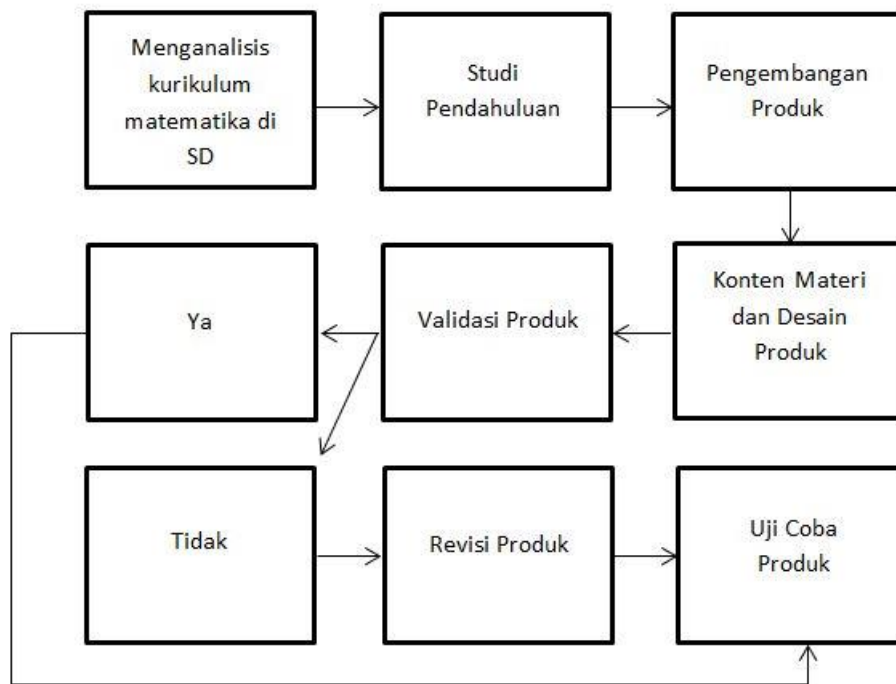 Menganalisis
kurikulum
matematika di
SD
Studi
Pendahuluan
Pengembangan
Produk
Konten Materi
dan Desain
Produk
Validasi Produk
Ya
Tidak
Revisi Produk
Uji Coba
Produk